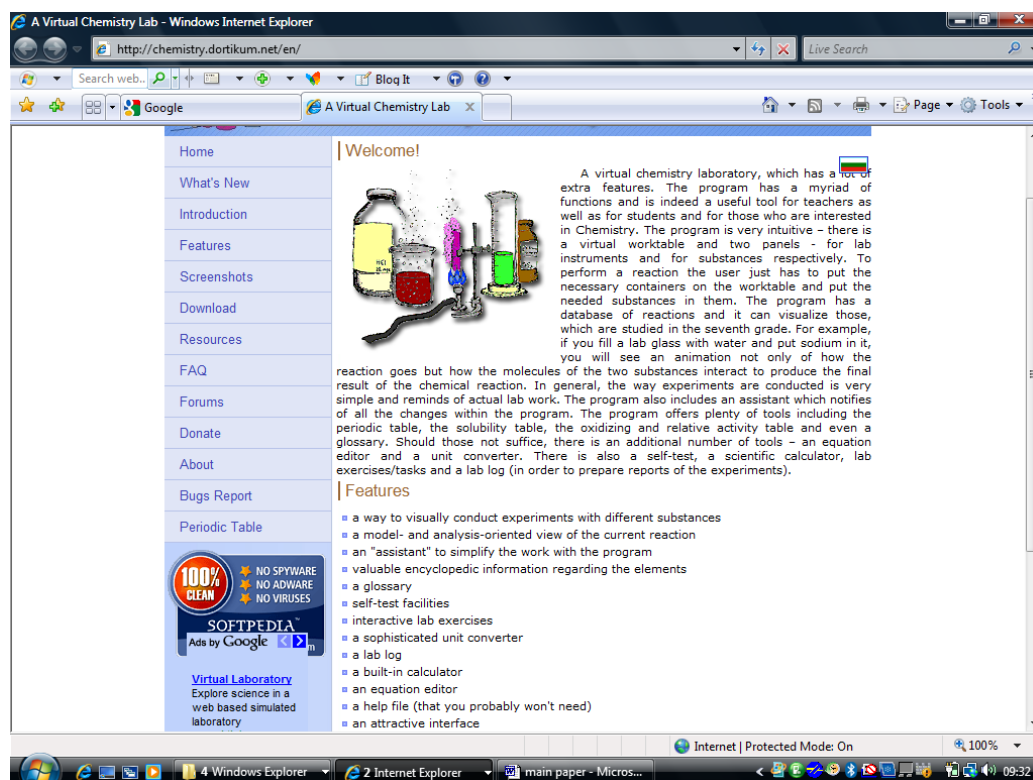 A Virtual Chemistry Lab - Windows Internet Explorer
http://chemistry.dortikum.net/en/
Live Search
Search web..
Blog It
Google
A Virtual Chemistry Lab
Page
Tools
Home
What's New
Introduction
Features
Screenshots
Download
Resources
FAQ
Forums
Donate
About
Bugs Report
Periodic Table
100%
CLEAN
NO SPYWARE
NO ADWARE
NO VIRUSES
SOFTPEDIA
Ads by Google
Virtual Laboratory
Explore science in a
web based simulated
laboratory
Welcome!
HCl
A virtual chemistry laboratory, which has a lot of
extra features. The program has a myriad of
functions and is indeed a useful tool for teachers as
well as for students and for those who are interested
in Chemistry. The program is very intuitive – there is
a virtual worktable and two panels - for lab
instruments and for substances respectively. To
perform a reaction the user just has to put the
necessary containers on the worktable and put the
needed substances in them. The program has a
database of reactions and it can visualize those,
which are studied in the seventh grade. For example,
if you fill a lab glass with water and put sodium in it,
you will see an animation not only of how the
reaction goes but how the molecules of the two substances interact to produce the final
result of the chemical reaction. In general, the way experiments are conducted is very
simple and reminds of actual lab work. The program also includes an assistant which notifies
of all the changes within the program. The program offers plenty of tools including the
periodic table, the solubility table, the oxidizing and relative activity table and even a
glossary. Should those not suffice, there is an additional number of tools – an equation
editor and a unit converter. There is also a self-test, a scientific calculator, lab
exercises/tasks and a lab log (in order to prepare reports of the experiments).
Features
a way to visually conduct experiments with different substances
a model- and analysis-oriented view of the current reaction
an "assistant" to simplify the work with the program
valuable encyclopedic information regarding the elements
a glossary
self-test facilities
interactive lab exercises
a sophisticated unit converter
a lab log
a built-in calculator
an equation editor
a help file (that you probably won't need)
an attractive interface
Internet | Protected Mode: On
100%
4 Windows Explorer
2 Internet Explorer
main paper - Micros...